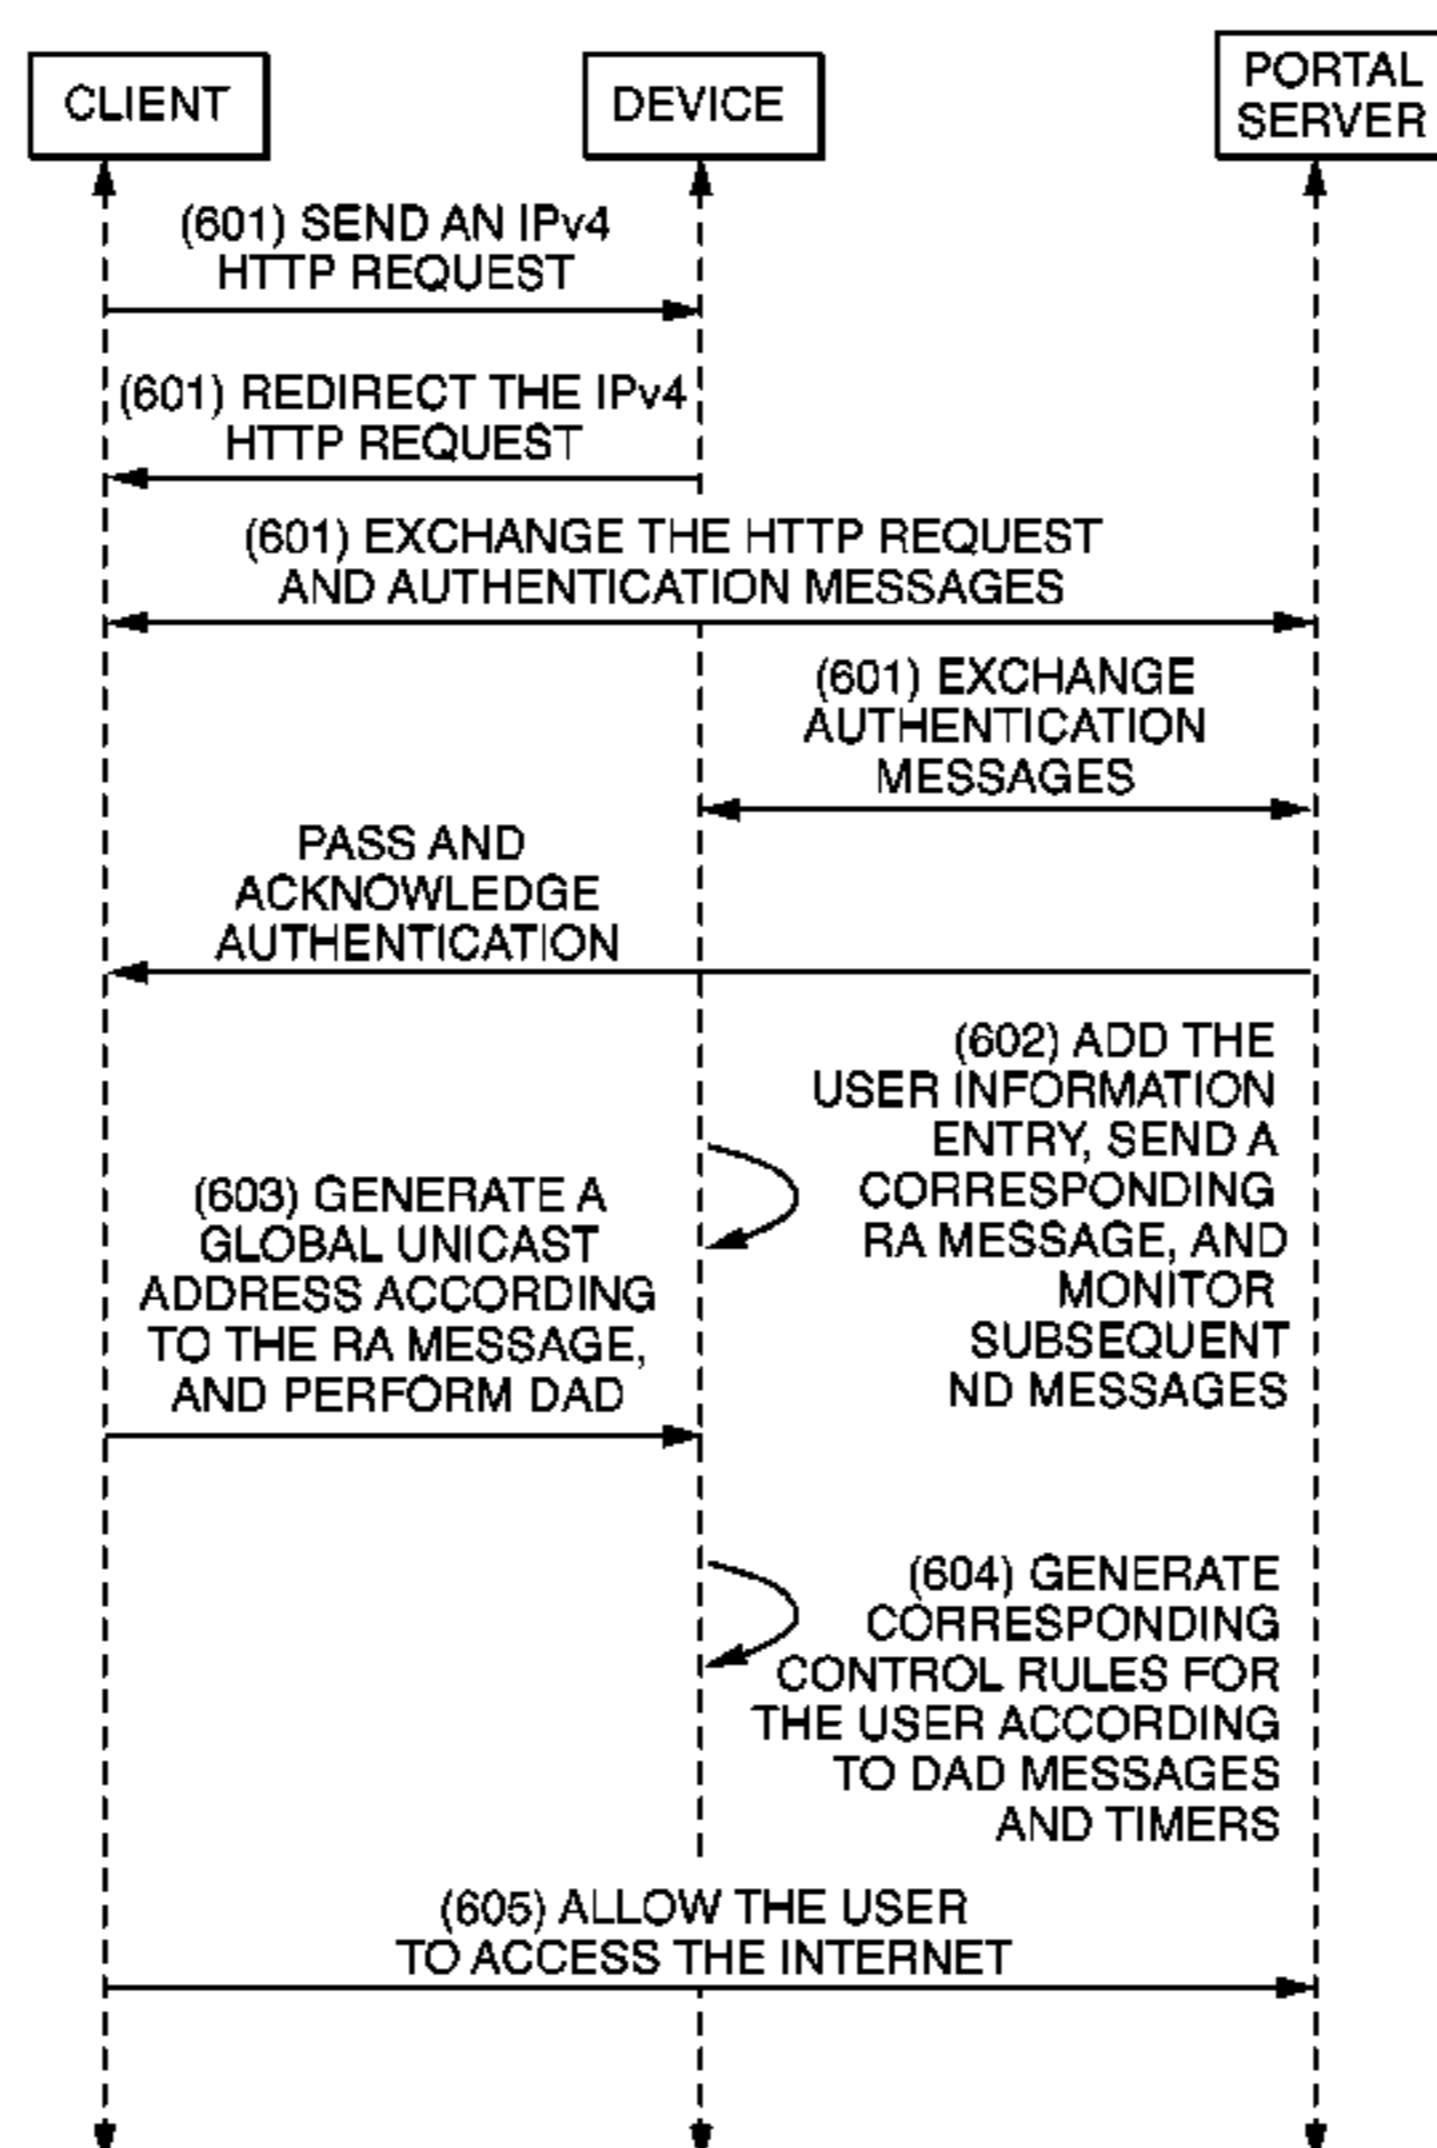 CLIENT
DEVICE
PORTAL
SERVER
(601) SEND AN IPv4
HTTP REQUEST
(601) REDIRECT THE IPv4
HTTP REQUEST
(601) EXCHANGE THE HTTP REQUEST
AND AUTHENTICATION MESSAGES
(601) EXCHANGE
AUTHENTICATION
MESSAGES
PASS AND
ACKNOWLEDGE
AUTHENTICATION
(602) ADD THE
USER INFORMATION
ENTRY, SEND A
CORRESPONDING
RA MESSAGE, AND
MONITOR
SUBSEQUENT
ND MESSAGES
(603) GENERATE A
GLOBAL UNICAST
ADDRESS ACCORDING
TO THE RA MESSAGE,
AND PERFORM DAD
(604) GENERATE
CORRESPONDING
CONTROL RULES FOR
THE USER ACCORDING
TO DAD MESSAGES
AND TIMERS
(605) ALLOW THE USER
TO ACCESS THE INTERNET